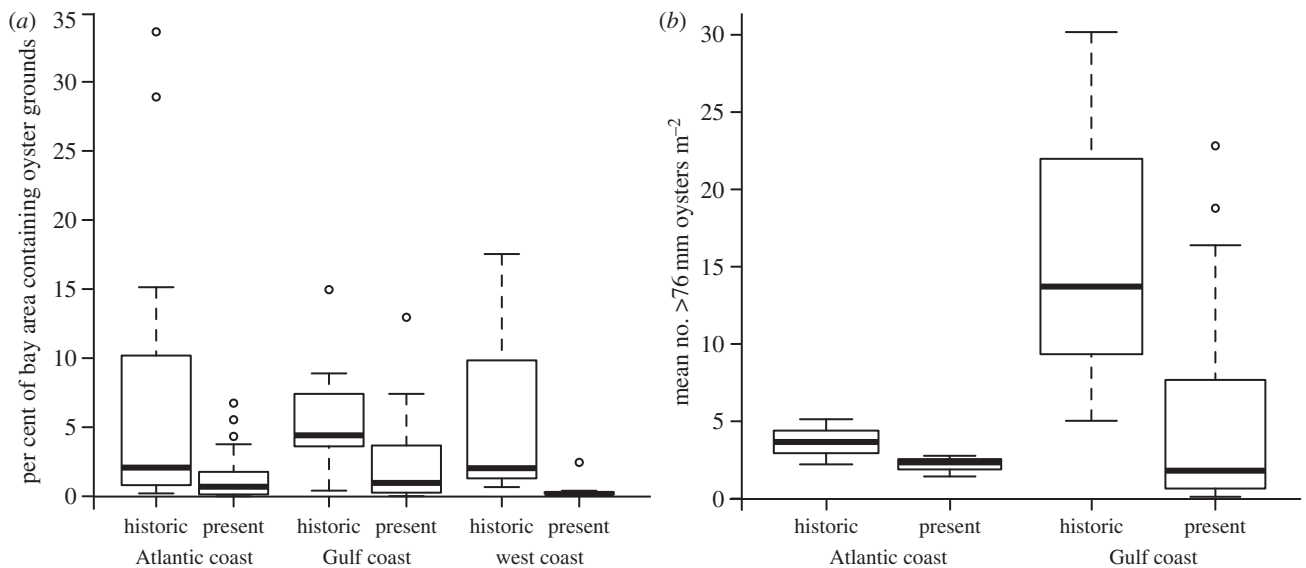 (a)
per cent of bay area containing oyster grounds
35
30
25
20
15
10
5
0
historic present historic present historic present
Atlantic coast Gulf coast west coast
(b)
mean no. >76 mm oysters m⁻²
30
25
20
15
10
5
0
historic present historic present
Atlantic coast Gulf coast